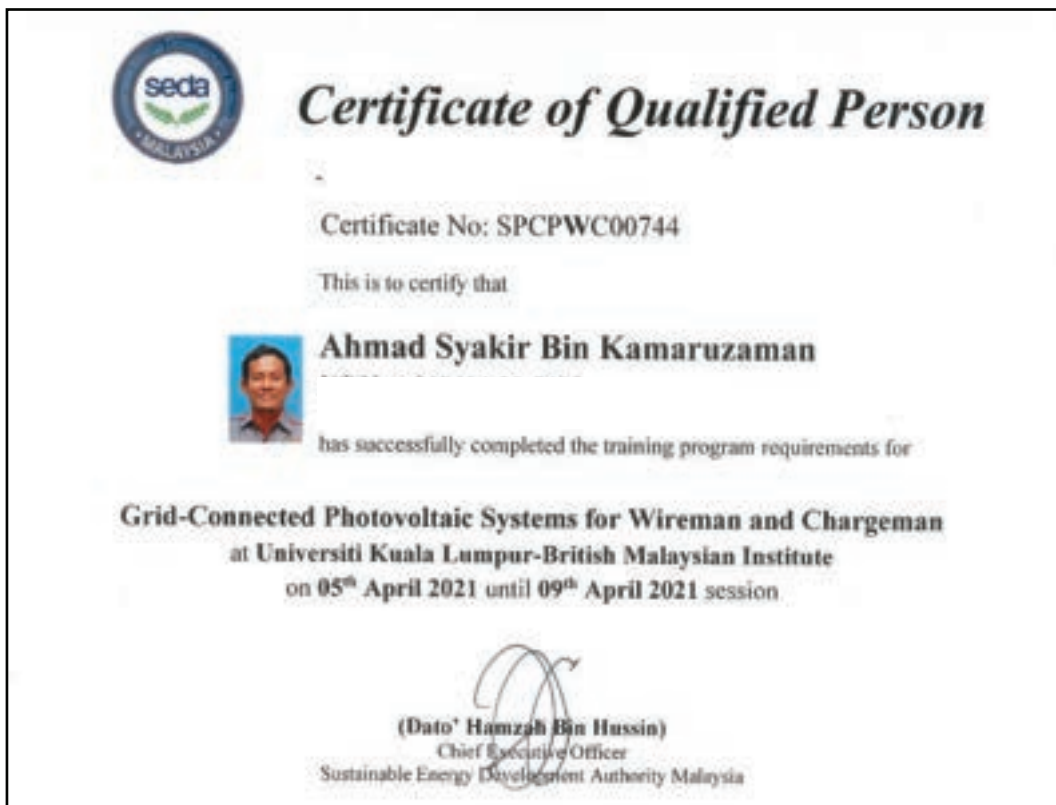 seda
MALAYSIA
Certificate of Qualified Person
Certificate No: SPCPWC00744
This is to certify that
Ahmad Syakir Bin Kamaruzaman
has successfully completed the training program requirements for
Grid-Connected Photovoltaic Systems for Wireman and Chargeman
at Universiti Kuala Lumpur-British Malaysian Institute
on 05th April 2021 until 09th April 2021 session
(Dato' Hamzah Bin Hussin)
Chief Executive Officer
Sustainable Energy Development Authority Malaysia